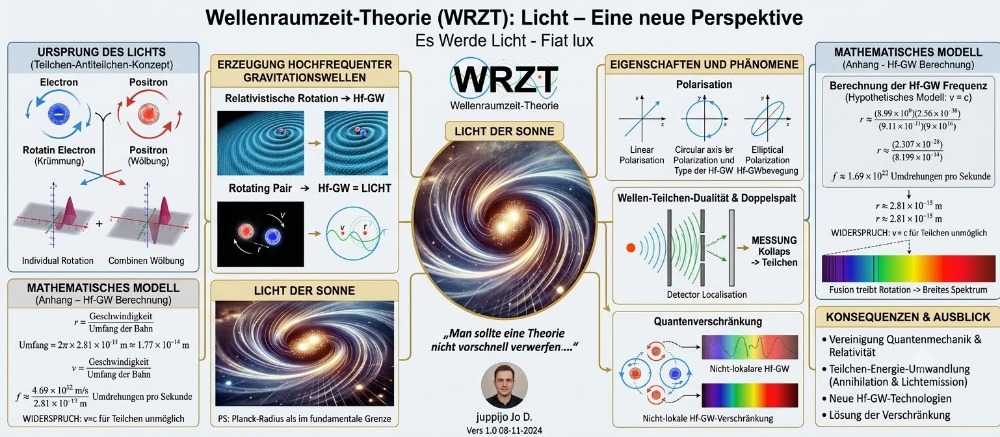 Wellenraumzeit-Theorie (WRZT): Licht – Eine neue Perspektive
Es Werde Licht - Fiat lux
URSPRUNG DES LICHTS
(Teilchen-Antiteilchen-Konzept)
Electron
Positron
Rotatin Electron
(Krümmung)
Positron
(Wölbung)
+
Individual Rotation
Combinen Wölbung
MATHEMATISCHES MODELL
(Anhang – Hf-GW Berechnung)
r = Geschwedigkeit / Umfang der Bahn
Umfang = 2π × 2.81 × 10⁻¹⁵ m ≈ 1.77 × 10⁻¹⁴ m
v = Geschwedigkeit / Umfang der Bahn
f ≈ 4.69 × 10³² m/s / 2.81 × 10⁻¹³ m Umdrehungen pro Sekunde
WIDERSPRUCH: v=c für Teilchen unmöglich
ERZEUGUNG HOCHFREQUENTER
GRAVITATIONSWELLEN
Relativistische Rotation → Hf-GW
Rotating Pair → Hf-GW = LICHT
v
r
v
r
LICHT DER SONNE
PS: Planck-Radius als im fundamentale Grenze
WRZT
Wellenraumzeit-Theorie
LICHT DER SONNE
„Man sollte eine Theorie
nicht vorschnell verwerfen....“
juppijo Jo D.
Vers 1.0 08-11-2024
EIGENSCHAFTEN UND PHÄNOMENE
Polarisation
y x
y x
y x
Linear
Polarisation
Circular axis für
Polarization und
Type der Hf-GW
Elliptical
Polarization
Hf-GWbewegung
Wellen-Teilchen-Dualität & Doppelspalt
MESSUNG
Kollaps
-> Teilchen
Detector Localisation
Quantenverschränkung
Nicht-lokalare Hf-GW
Nicht-lokale Hf-GW-Verschränkung
MATHEMATISCHES MODELL
(Anhang - Hf-GW Berechnung)
Berechnung der Hf-GW Frequenz
(Hypothetisches Modell: v = c)
r ≈ (8.99 × 10⁹)(2.56 × 10⁻³⁸) / (9.11 × 10⁻³¹)(9 × 10¹⁶)
r ≈ (2.307 × 10⁻²⁸) / (8.199 × 10⁻¹⁴)
f ≈ 1.69 × 10²² Umdrehungen pro Sekunde
r ≈ 2.81 × 10⁻¹⁵ m
r ≈ 2.81 × 10⁻¹⁵ m
WIDERSPRUCH: v= c für Teilchen unmöglich
Fusion treibt Rotation -> Breites Spektrum
KONSEQUENZEN & AUSBLICK
• Vereinigung Quantenmechanik &
Relativität
• Teilchen-Energie-Umwandlung
(Annihilation & Lichtemission)
• Neue Hf-GW-Technologien
• Lösung der Verschränkung